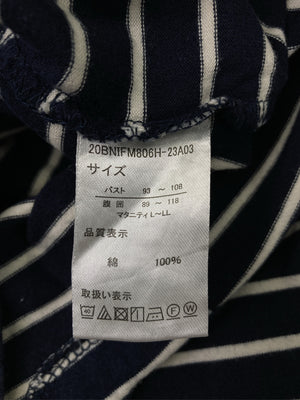 20BNIFM806H-23A03
サイズ
バスト 93 ～ 108
腹囲 89 ～ 118
マタニティ L～LL
品質表示
綿 100%
取扱い表示
40 F W